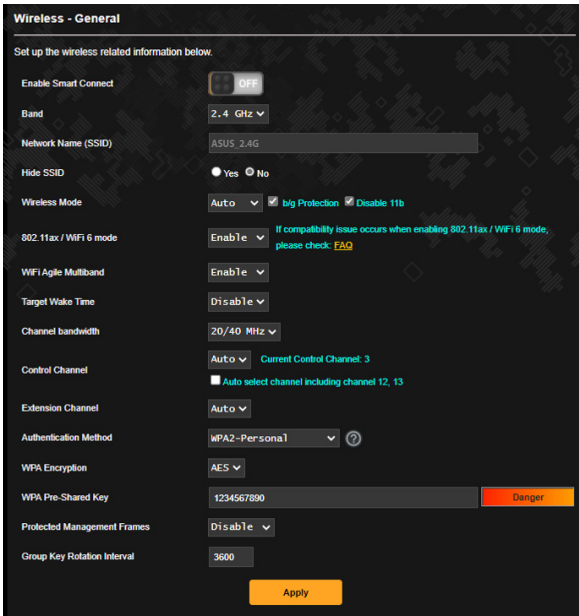 Wireless - General
Set up the wireless related information below.
Enable Smart Connect OFF
Band 2.4 GHz
Network Name (SSID) ASUS_2.4G
Hide SSID Yes No
Wireless Mode Auto b/g Protection Disable 11b
802.11ax / WiFi 6 mode Enable If compatibility issue occurs when enabling 802.11ax / WiFi 6 mode,
please check: FAQ
WiFi Agile Multiband Enable
Target Wake Time Disable
Channel bandwidth 20/40 MHz
Control Channel Auto Current Control Channel: 3
Auto select channel including channel 12, 13
Extension Channel Auto
Authentication Method WPA2-Personal ?
WPA Encryption AES
WPA Pre-Shared Key 1234567890 Danger
Protected Management Frames Disable
Group Key Rotation Interval 3600
Apply